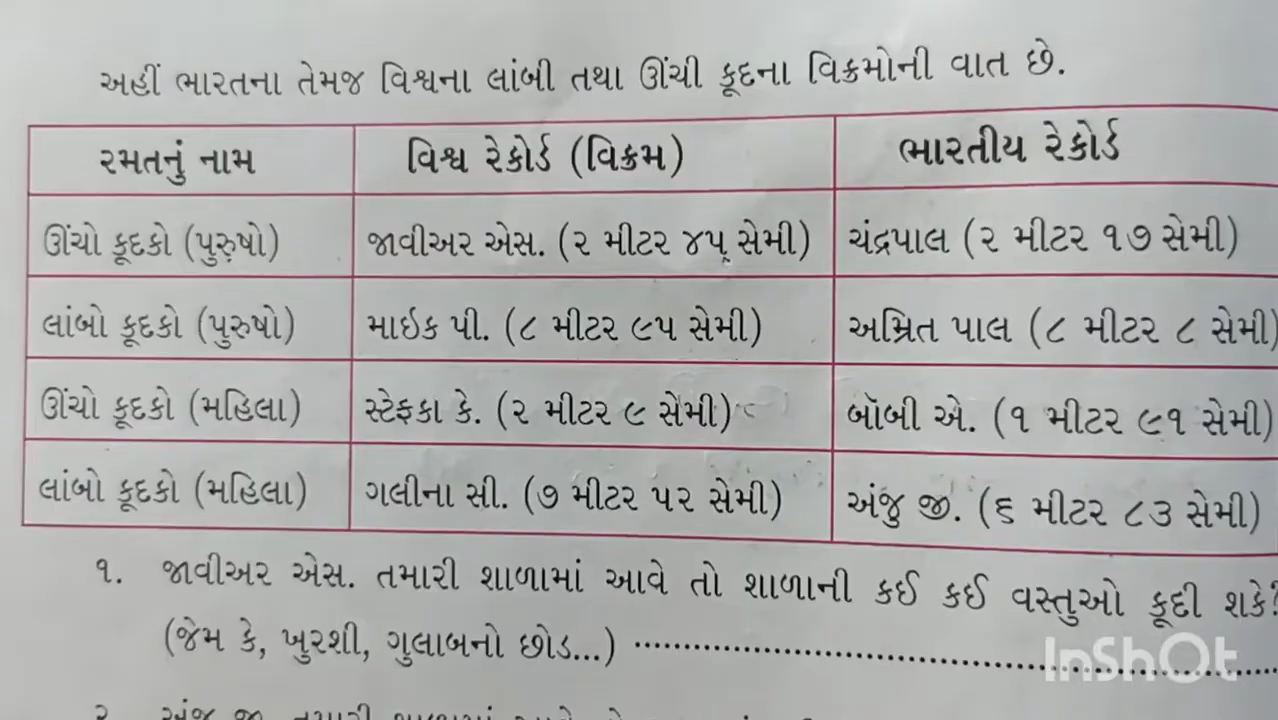 અહીં ભારતના તેમજ વિશ્વના લાંબી તથા ઊંચી કૂદના વિક્રમોની વાત છે.
રમતનું નામ વિશ્વ રેકોર્ડ (વિક્રમ) ભારતીય રેકોર્ડ
ઊંચો કૂદકો (પુરુષો) જાવીઅર એસ. (૨ મીટર ૪૫ સેમી) ચંદ્રપાલ (૨ મીટર ૧૭ સેમી)
લાંબો કૂદકો (પુરુષો) માઇક પી. (૮ મીટર ૯૫ સેમી) અમ્રિત પાલ (૮ મીટર ૮ સેમી)
ઊંચો કૂદકો (મહિલા) સ્ટેફકા કે. (૨ મીટર ૯ સેમી) બૉબી એ. (૧ મીટર ૯૧ સેમી)
લાંબો કૂદકો (મહિલા) ગલીના સી. (૭ મીટર ૫૨ સેમી) અંજુ જી. (૬ મીટર ૮૩ સેમી)
૧. જાવીઅર એસ. તમારી શાળામાં આવે તો શાળાની કઈ કઈ વસ્તુઓ કૂદી શકે?
(જેમ કે, ખુરશી, ગુલાબનો છોડ...) ..........................................
InShOt